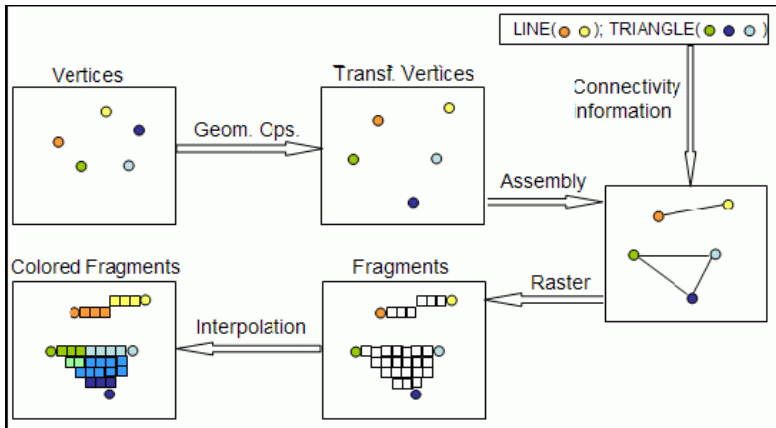 LINE( ); TRIANGLE( )
Vertices
Transf. Vertices
Connectivity
information
Geom. Cps.
Assembly
Colored Fragments
Fragments
Raster
Interpolation